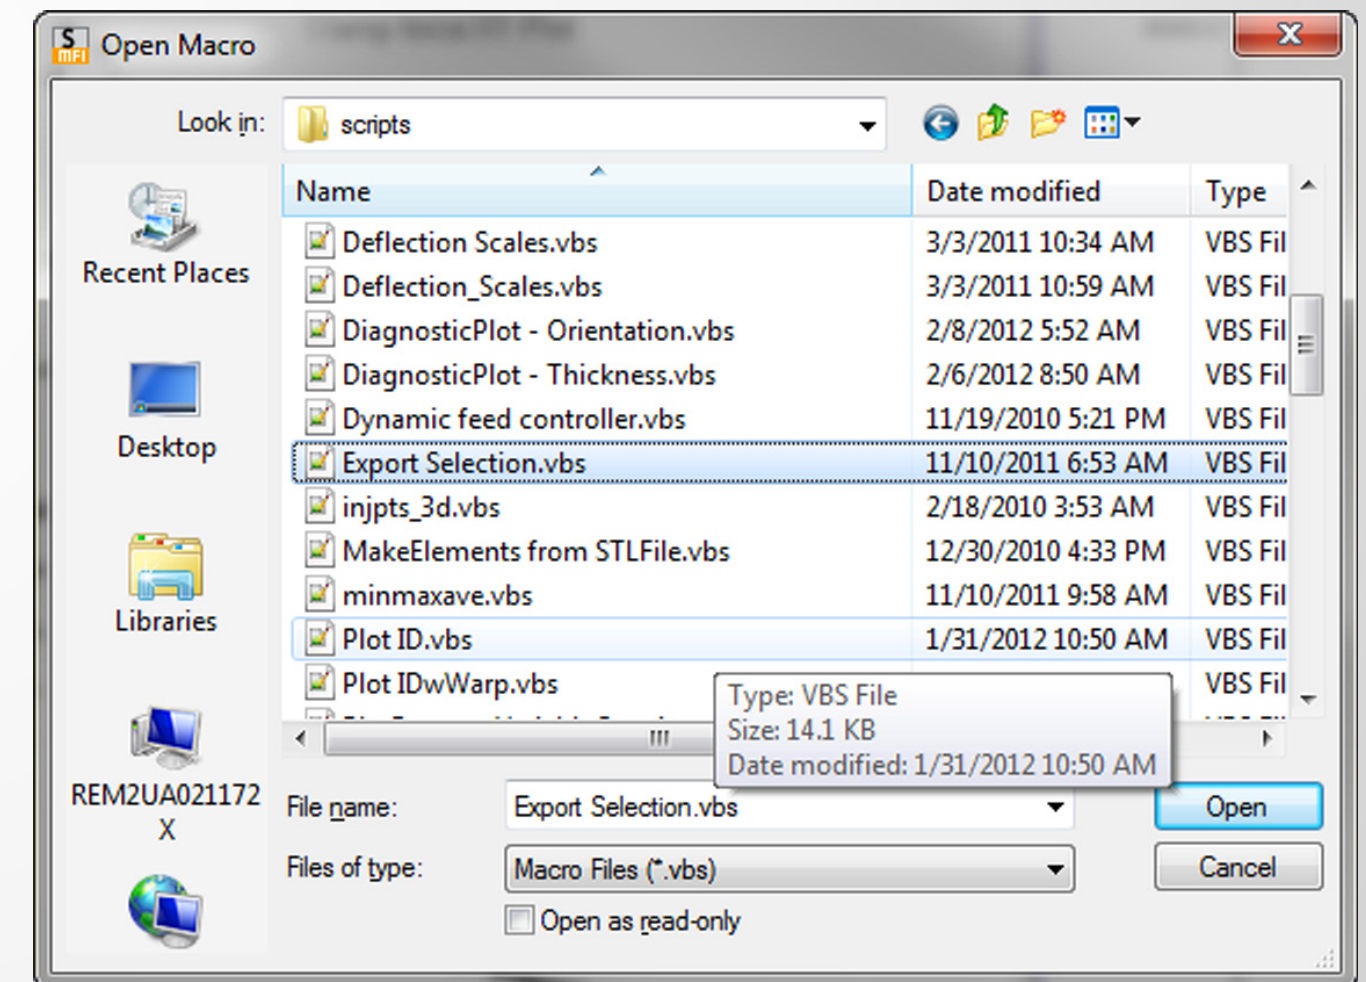 S
MFI
Open Macro
X
Look in:
scripts
Name Date modified Type
Deflection Scales.vbs 3/3/2011 10:34 AM VBS Fil
Deflection_Scales.vbs 3/3/2011 10:59 AM VBS Fil
DiagnosticPlot - Orientation.vbs 2/8/2012 5:52 AM VBS Fil
DiagnosticPlot - Thickness.vbs 2/6/2012 8:50 AM VBS Fil
Dynamic feed controller.vbs 11/19/2010 5:21 PM VBS Fil
Export Selection.vbs 11/10/2011 6:53 AM VBS Fil
injpts_3d.vbs 2/18/2010 3:53 AM VBS Fil
MakeElements from STLFile.vbs 12/30/2010 4:33 PM VBS Fil
minmaxave.vbs 11/10/2011 9:58 AM VBS Fil
Plot ID.vbs 1/31/2012 10:50 AM VBS Fil
Plot IDwWarp.vbs VBS Fil
Type: VBS File
Size: 14.1 KB
Date modified: 1/31/2012 10:50 AM
Recent Places
Desktop
Libraries
REM2UA021172
X
File name: Export Selection.vbs Open
Files of type: Macro Files (*.vbs) Cancel
Open as read-only